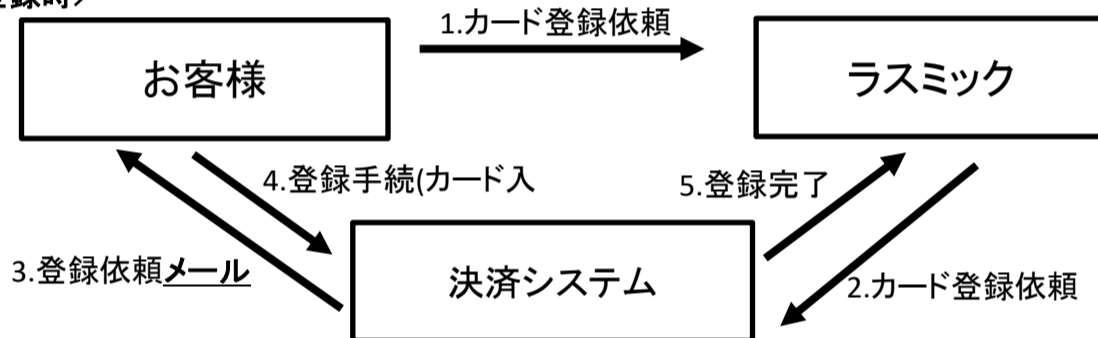 登録時>
1.カード登録依頼
お客様
ラスミック
4.登録手続(カード入
5.登録完了
3.登録依頼メール
決済システム
2.カード登録依頼